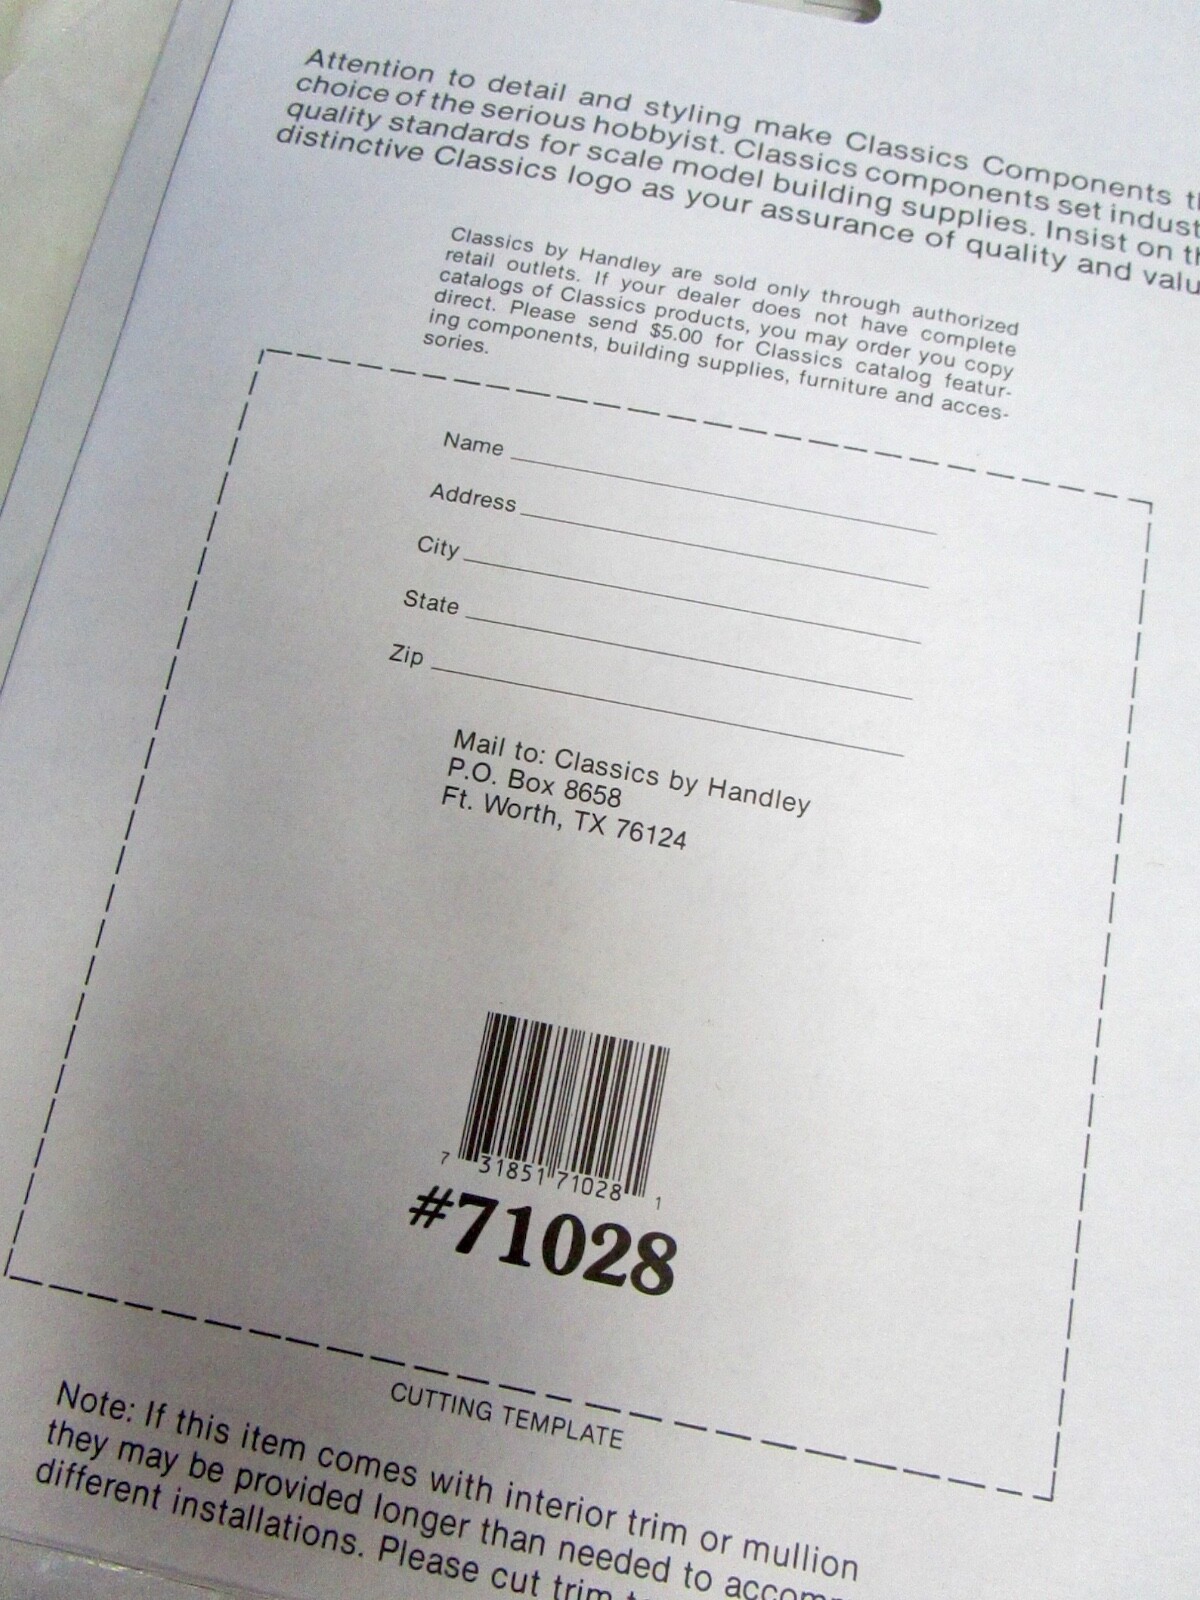 Attention to detail and styling make Classics Components
choice of the serious hobbyist. Classics components set
quality standards for scale model building supplies. Insist on
distinctive Classics logo as your assurance of quality and
Classics by Handley are sold only through authorized
retail outlets. If your dealer does not have complete
catalogs of Classics products, you may order you copy
direct. Please send $5.00 for Classics catalog featur-
ing components, building supplies, furniture and acces-
sories.
Name
Address
City
State
Zip
Mail to: Classics by Handley
P.O. Box 8658
Ft. Worth, TX 76124
7 31851 71028 1
#71028
CUTTING TEMPLATE
Note: If this item comes with interior trim or mullion
they may be provided longer than needed to
different installations. Please cut trim